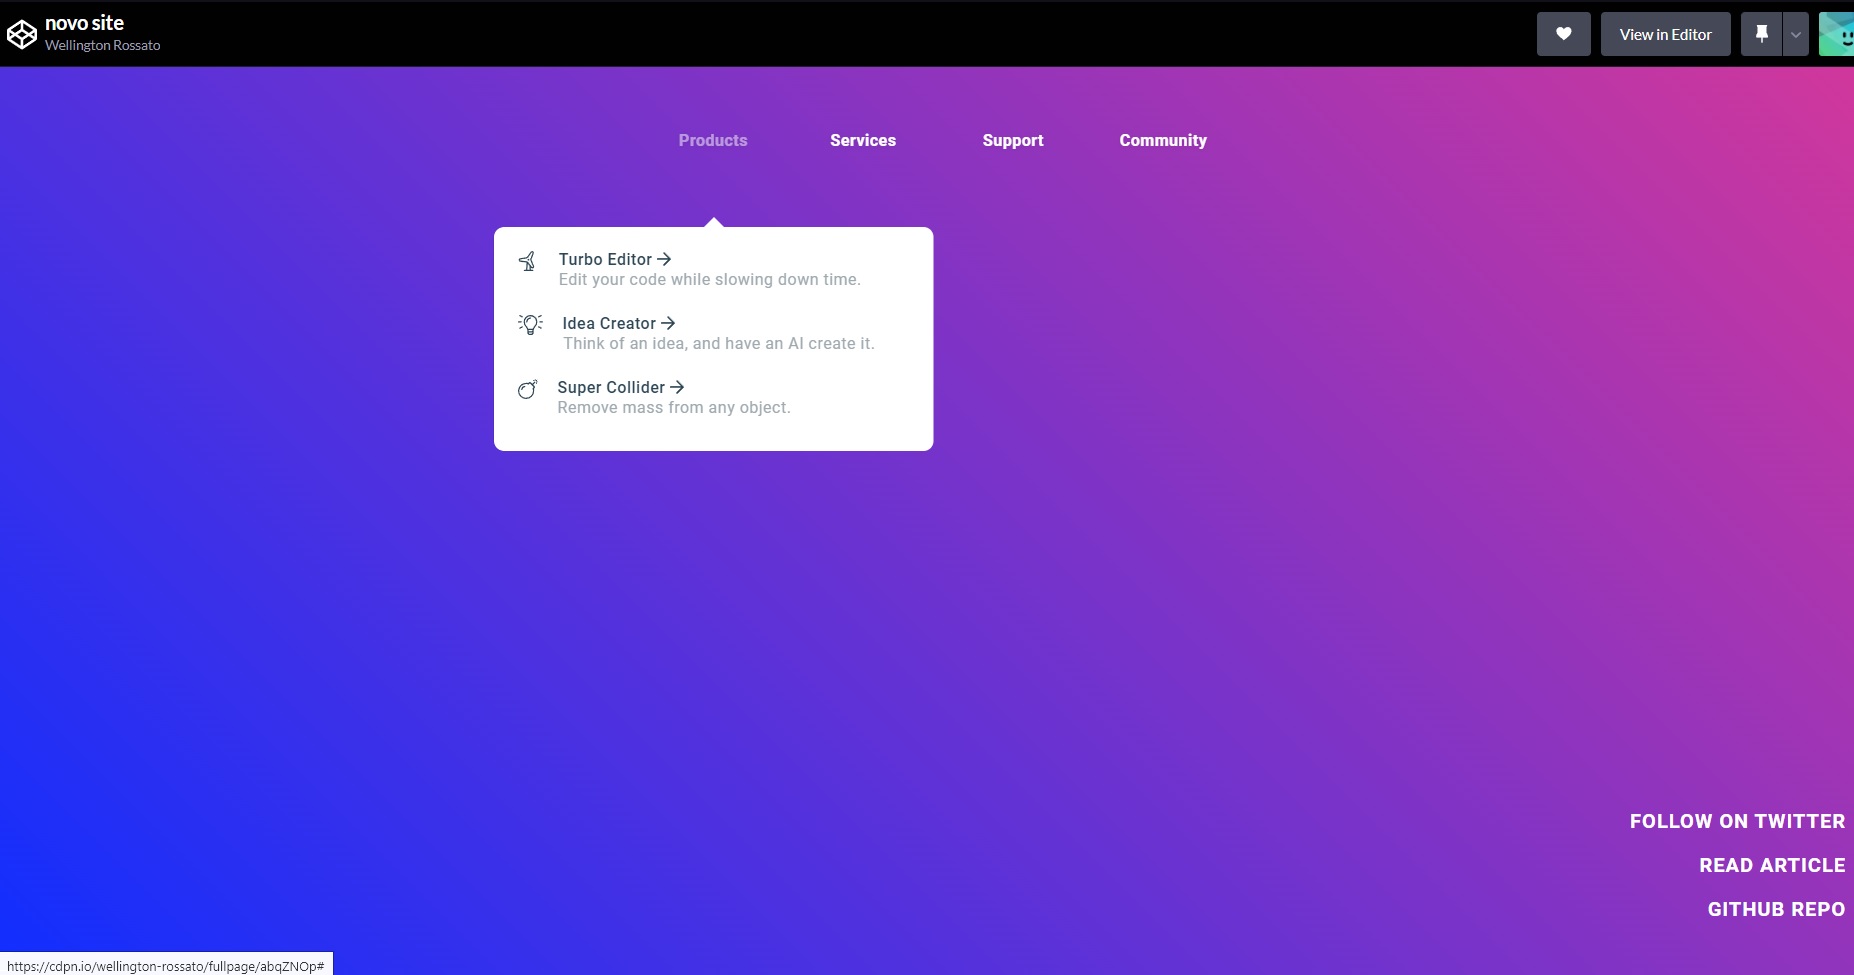 novo site
Wellington Rossato
View in Editor
Products Services Support Community
Turbo Editor →
Edit your code while slowing down time.
Idea Creator →
Think of an idea, and have an AI create it.
Super Collider →
Remove mass from any object.
FOLLOW ON TWITTER
READ ARTICLE
GITHUB REPO
https://cdpn.io/wellington-rossato/fullpage/abqZNOp#